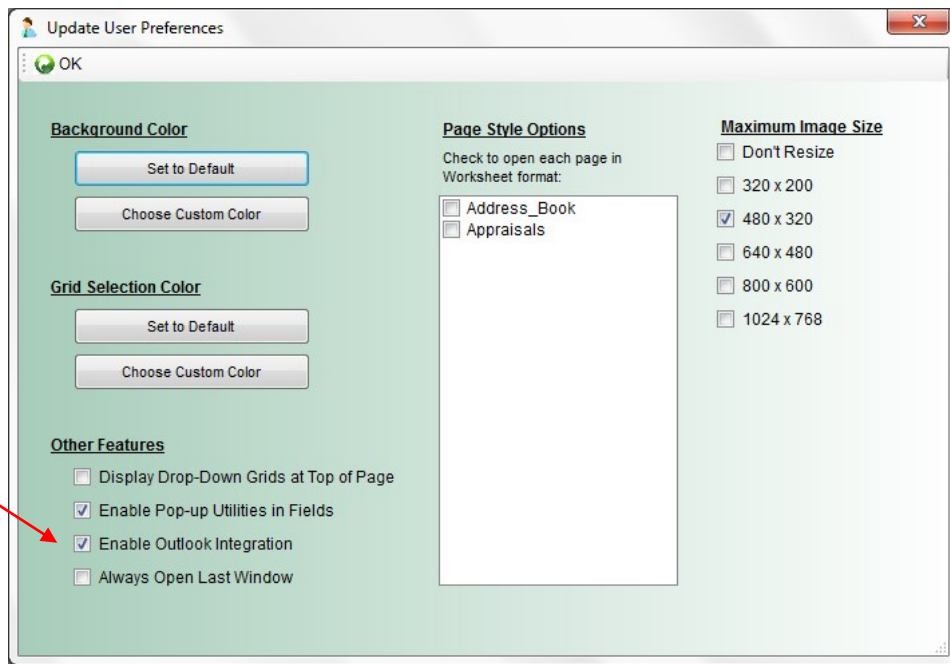 Update User Preferences
OK
Background Color
Set to Default
Choose Custom Color
Grid Selection Color
Set to Default
Choose Custom Color
Other Features
Display Drop-Down Grids at Top of Page
Enable Pop-up Utilities in Fields
Enable Outlook Integration
Always Open Last Window
Page Style Options
Check to open each page in
Worksheet format:
Address_Book
Appraisals
Maximum Image Size
Don't Resize
320 x 200
480 x 320
640 x 480
800 x 600
1024 x 768